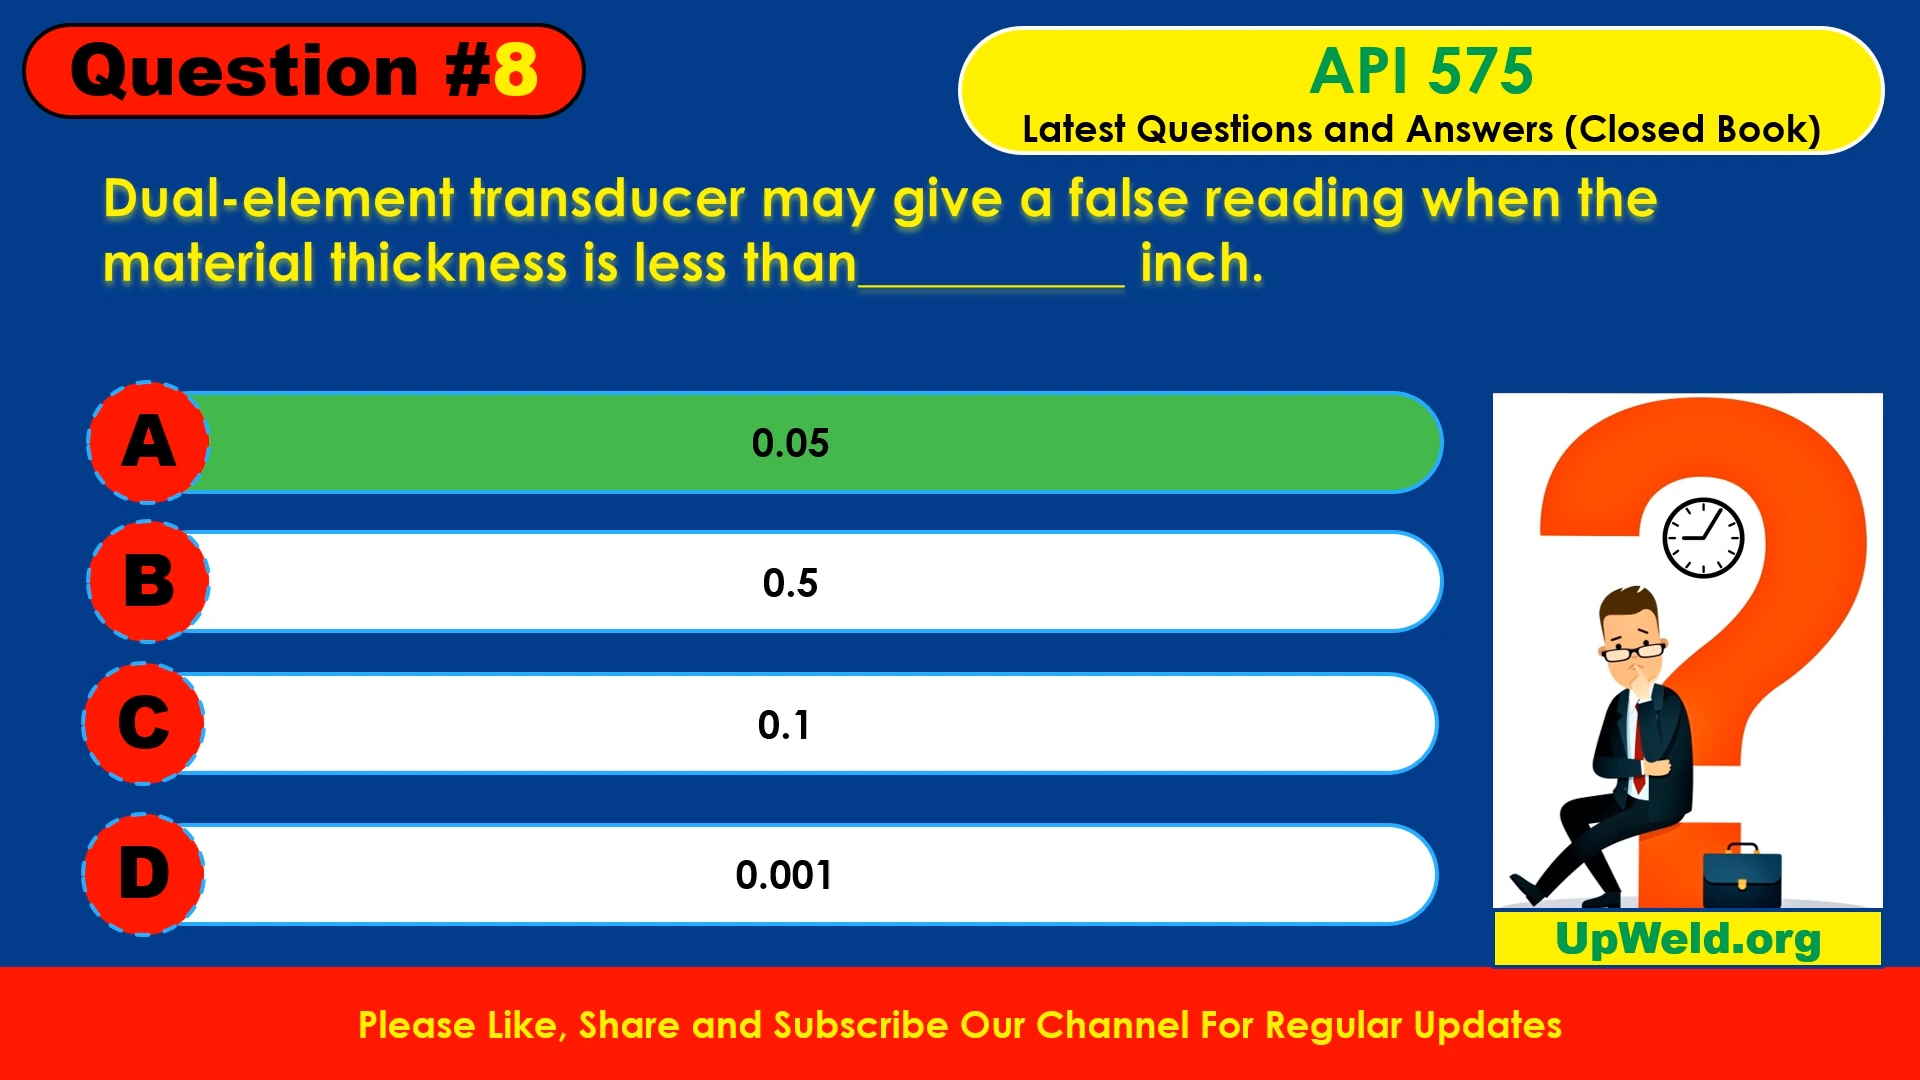 Question #8
API 575
Latest Questions and Answers (Closed Book)
Dual-element transducer may give a false reading when the
material thickness is less than__________ inch.
A
0.05
B
0.5
C
0.1
D
0.001
UpWeld.org
Please Like, Share and Subscribe Our Channel For Regular Updates